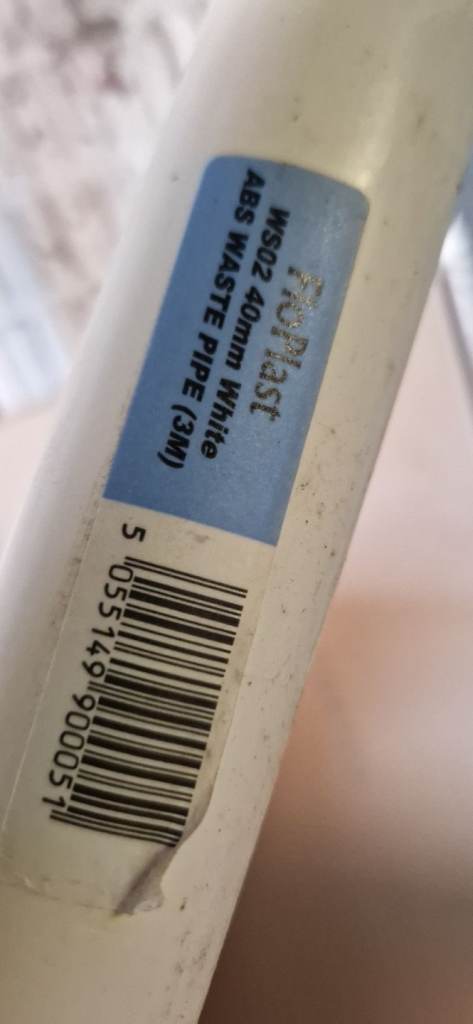 FloPlast
WS02 40mm White
ABS WASTE PIPE (3M)
5 055149 900051